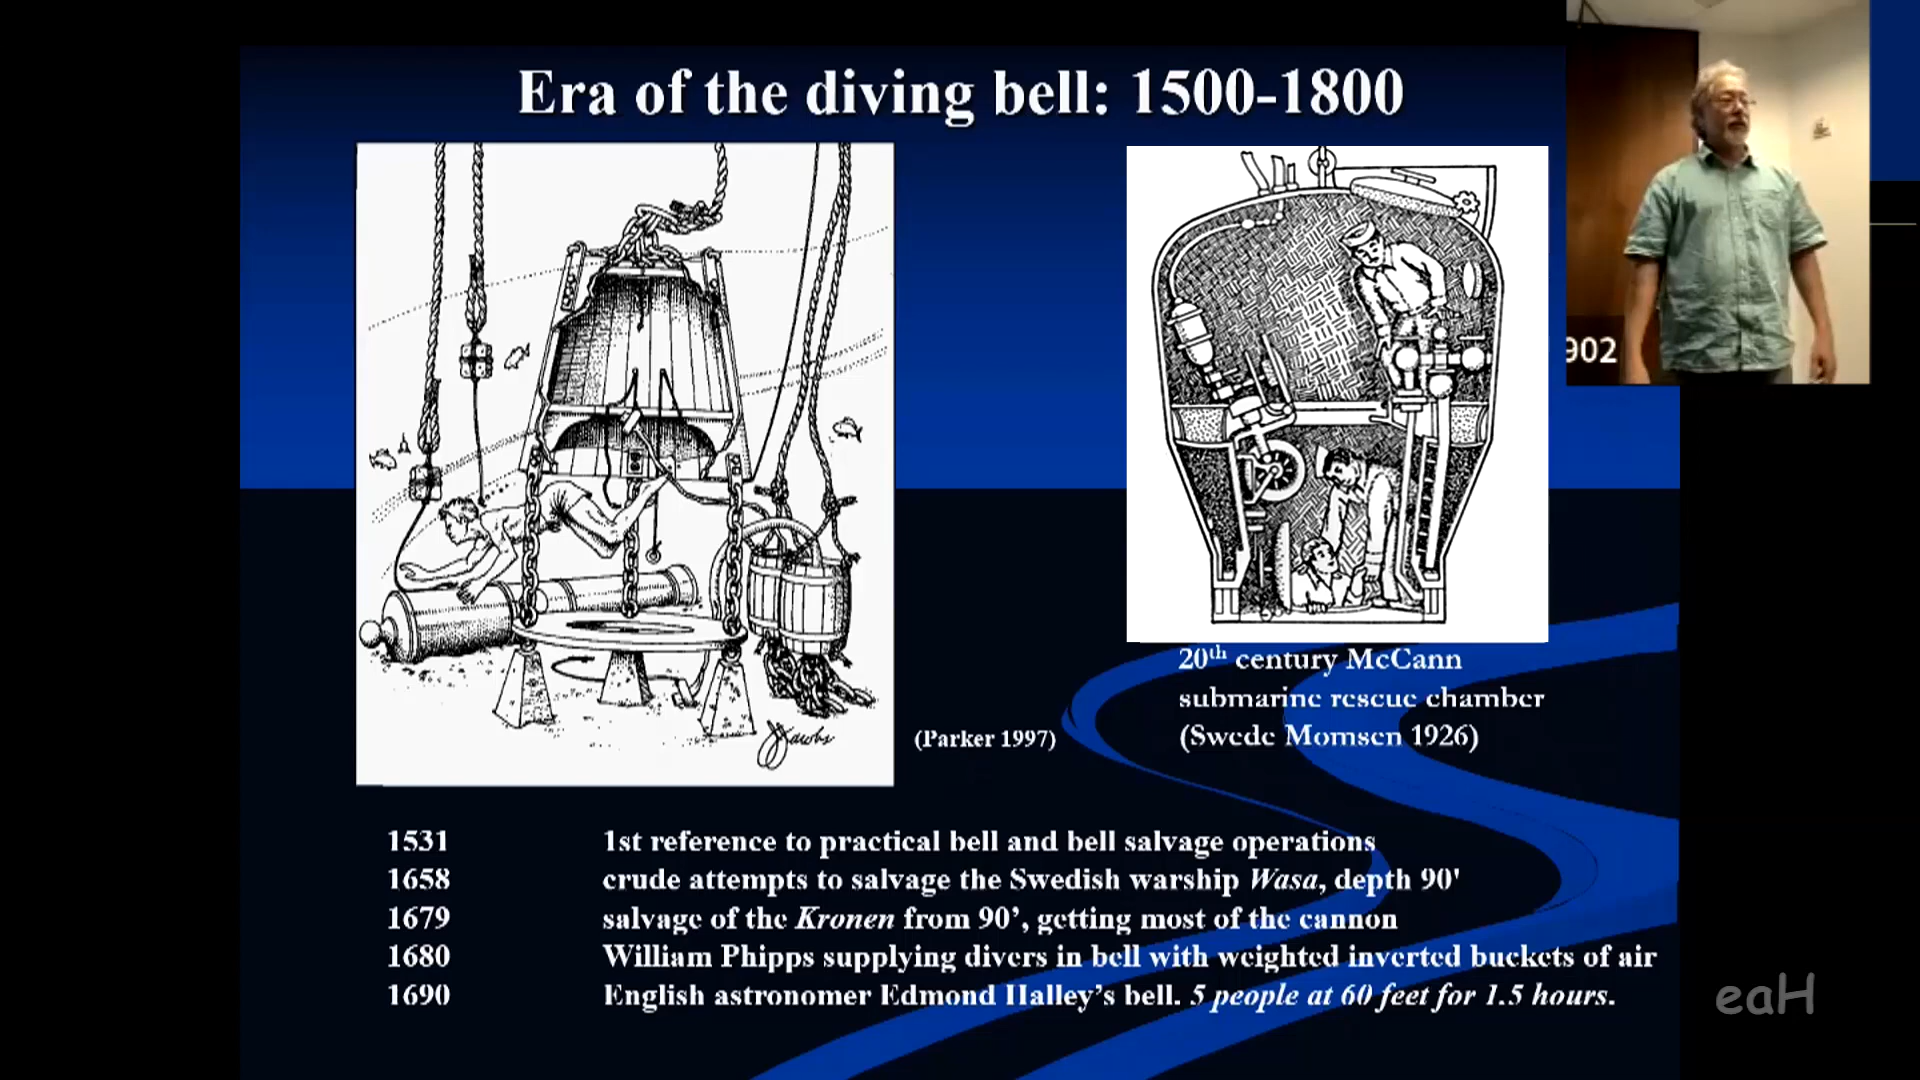 Era of the diving bell: 1500-1800
902
JJacobs
(Parker 1997)
20th century McCann
submarine rescue chamber
(Swede Momsen 1926)
1531 1st reference to practical bell and bell salvage operations
1658 crude attempts to salvage the Swedish warship Wasa, depth 90'
1679 salvage of the Kronen from 90’, getting most of the cannon
1680 William Phipps supplying divers in bell with weighted inverted buckets of air
1690 English astronomer Edmond Halley’s bell. 5 people at 60 feet for 1.5 hours.
eaH